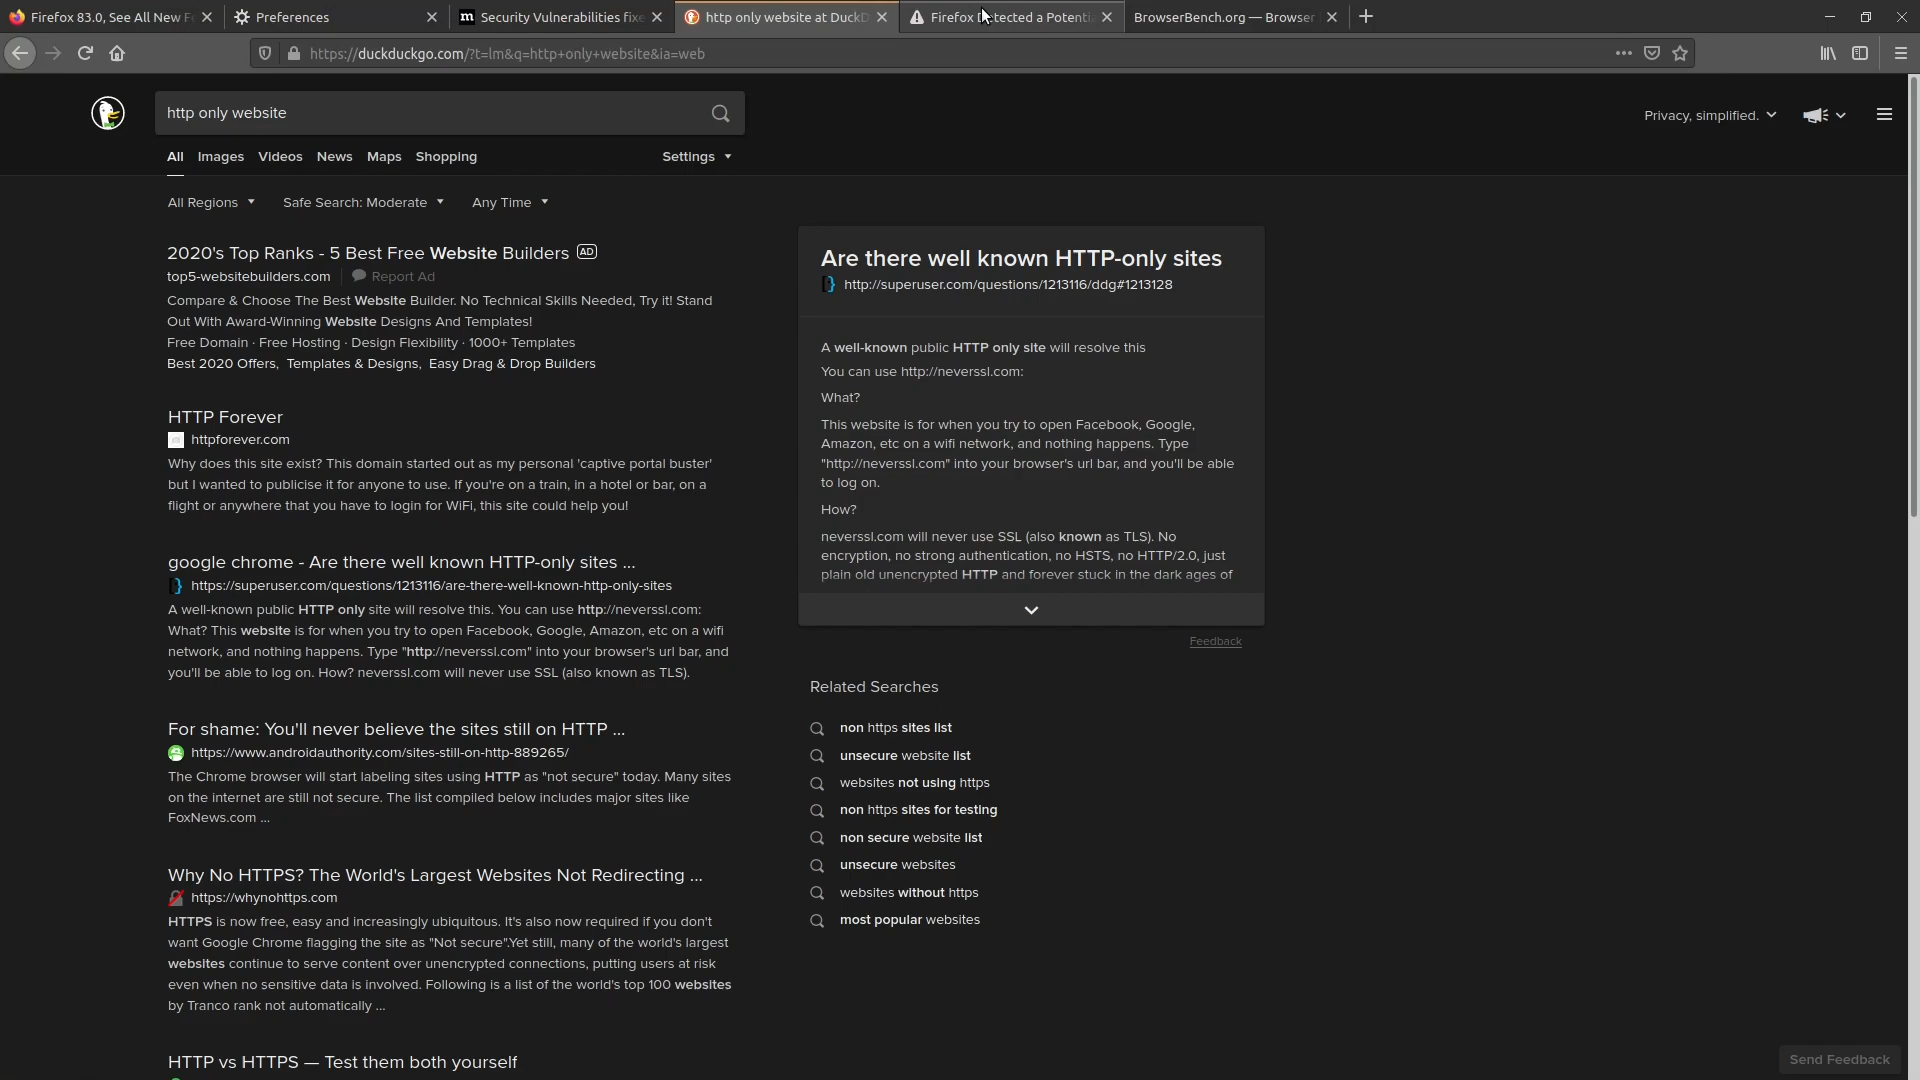 Firefox 83.0, See All New F
Preferences
Security Vulnerabilities fixe
http only website at DuckD
Firefox Detected a Potentia
BrowserBench.org — Browser
https://duckduckgo.com/?t=lm&q=http+only+website&ia=web
http only website
Privacy, simplified.
All Images Videos News Maps Shopping Settings
All Regions Safe Search: Moderate Any Time
2020's Top Ranks - 5 Best Free Website Builders AD
top5-websitebuilders.com Report Ad
Compare & Choose The Best Website Builder. No Technical Skills Needed, Try it! Stand
Out With Award-Winning Website Designs And Templates!
Free Domain · Free Hosting · Design Flexibility · 1000+ Templates
Best 2020 Offers, Templates & Designs, Easy Drag & Drop Builders
HTTP Forever
httpforever.com
Why does this site exist? This domain started out as my personal 'captive portal buster'
but I wanted to publicise it for anyone to use. If you're on a train, in a hotel or bar, on a
flight or anywhere that you have to login for WiFi, this site could help you!
google chrome - Are there well known HTTP-only sites ...
https://superuser.com/questions/1213116/are-there-well-known-http-only-sites
A well-known public HTTP only site will resolve this. You can use http://neverssl.com:
What? This website is for when you try to open Facebook, Google, Amazon, etc on a wifi
network, and nothing happens. Type "http://neverssl.com" into your browser's url bar, and
you'll be able to log on. How? neverssl.com will never use SSL (also known as TLS).
For shame: You'll never believe the sites still on HTTP ...
https://www.androidauthority.com/sites-still-on-http-889265/
The Chrome browser will start labeling sites using HTTP as "not secure" today. Many sites
on the internet are still not secure. The list compiled below includes major sites like
FoxNews.com ...
Why No HTTPS? The World's Largest Websites Not Redirecting ...
https://whynohttps.com
HTTPS is now free, easy and increasingly ubiquitous. It's also now required if you don't
want Google Chrome flagging the site as "Not secure".Yet still, many of the world's largest
websites continue to serve content over unencrypted connections, putting users at risk
even when no sensitive data is involved. Following is a list of the world's top 100 websites
by Tranco rank not automatically ...
HTTP vs HTTPS — Test them both yourself
Are there well known HTTP-only sites
http://superuser.com/questions/1213116/ddg#1213128
A well-known public HTTP only site will resolve this
You can use http://neverssl.com:
What?
This website is for when you try to open Facebook, Google,
Amazon, etc on a wifi network, and nothing happens. Type
"http://neverssl.com" into your browser's url bar, and you'll be able
to log on.
How?
neverssl.com will never use SSL (also known as TLS). No
encryption, no strong authentication, no HSTS, no HTTP/2.0, just
plain old unencrypted HTTP and forever stuck in the dark ages of
Feedback
Related Searches
non https sites list
unsecure website list
websites not using https
non https sites for testing
non secure website list
unsecure websites
websites without https
most popular websites
Send Feedback